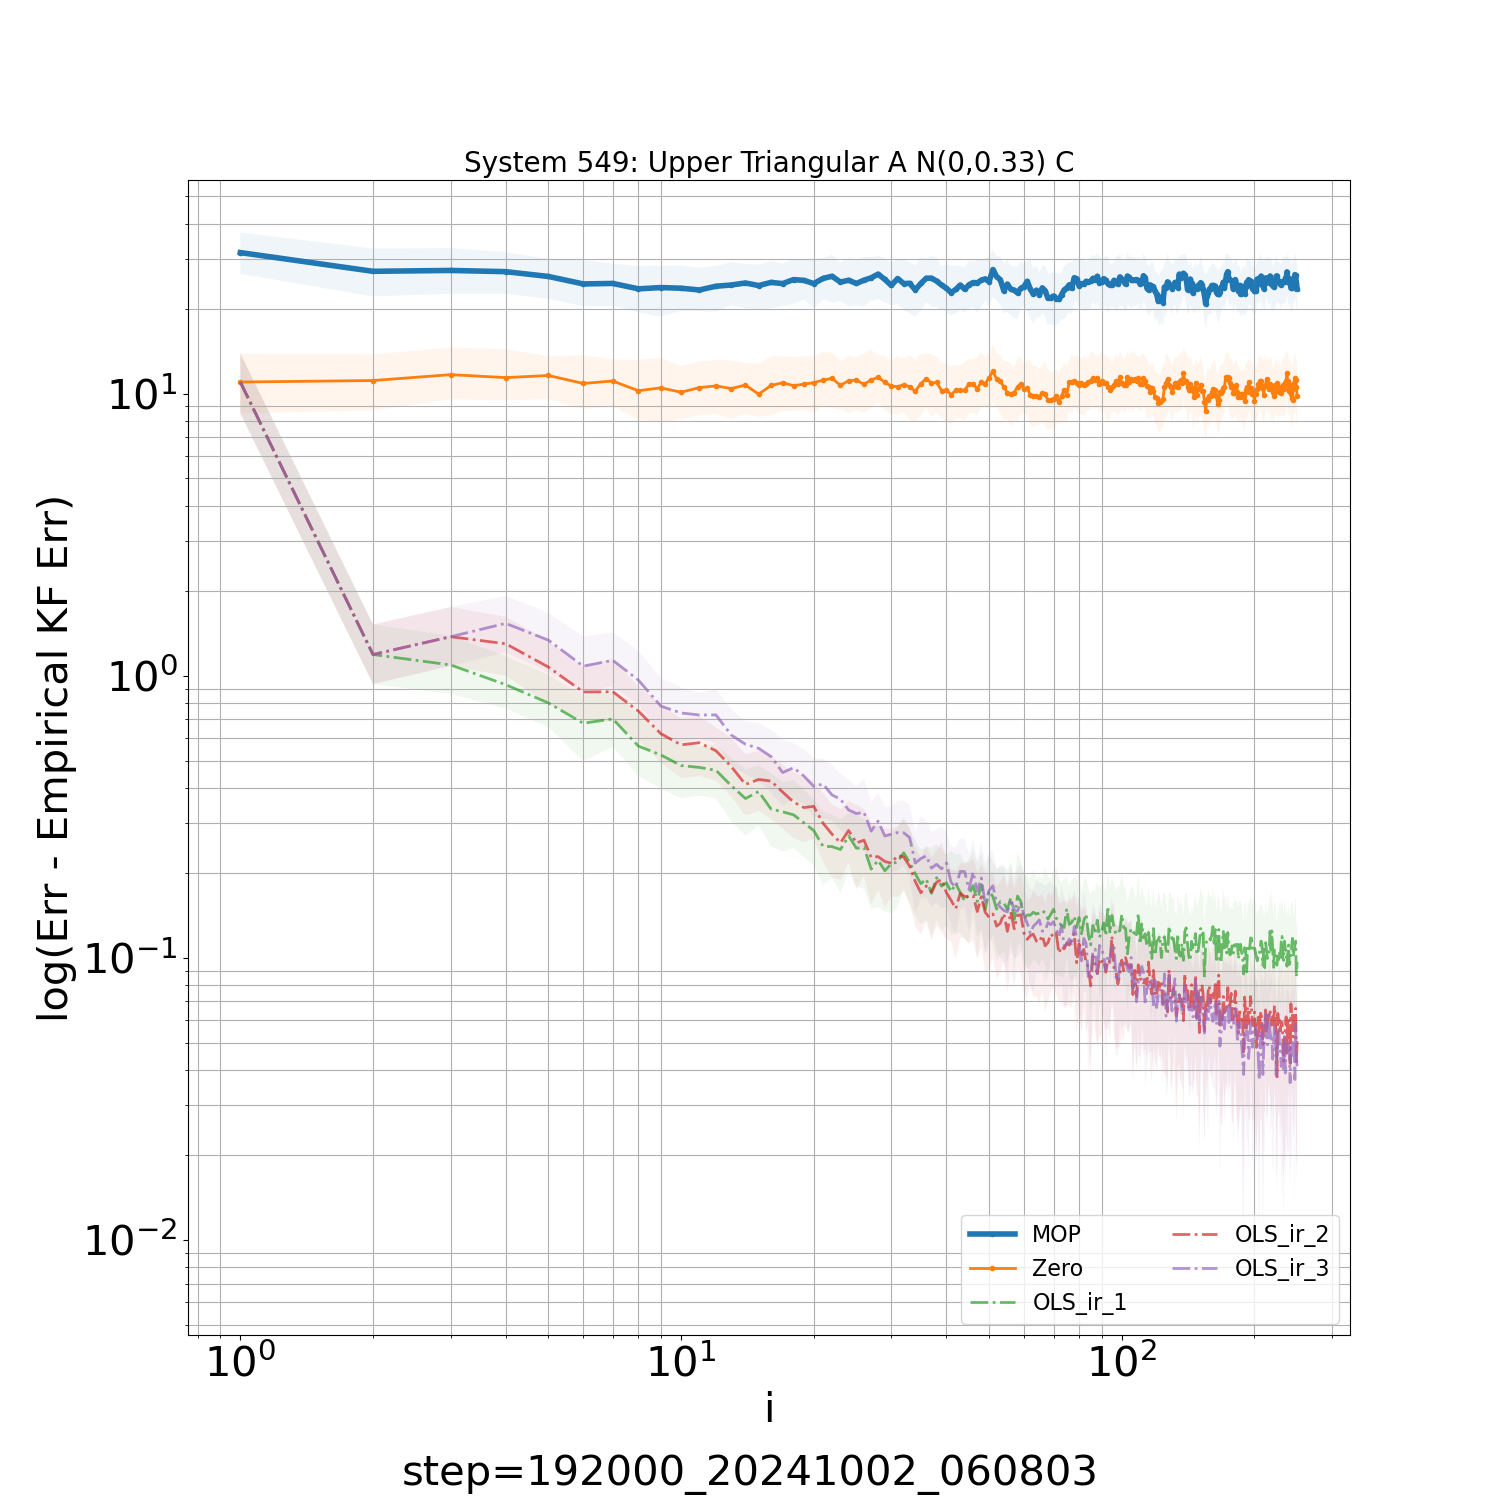 System 549: Upper Triangular A N(0,0.33) C
log(Err - Empirical KF Err)
10^1
10^0
10^-1
10^-2
MOP
Zero
OLS_ir_1
OLS_ir_2
OLS_ir_3
10^0 10^1 10^2
i
step=192000_20241002_060803